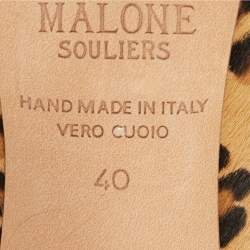 MALONE
SOULIERS
HAND MADE IN ITALY
VERO CUOIO
40